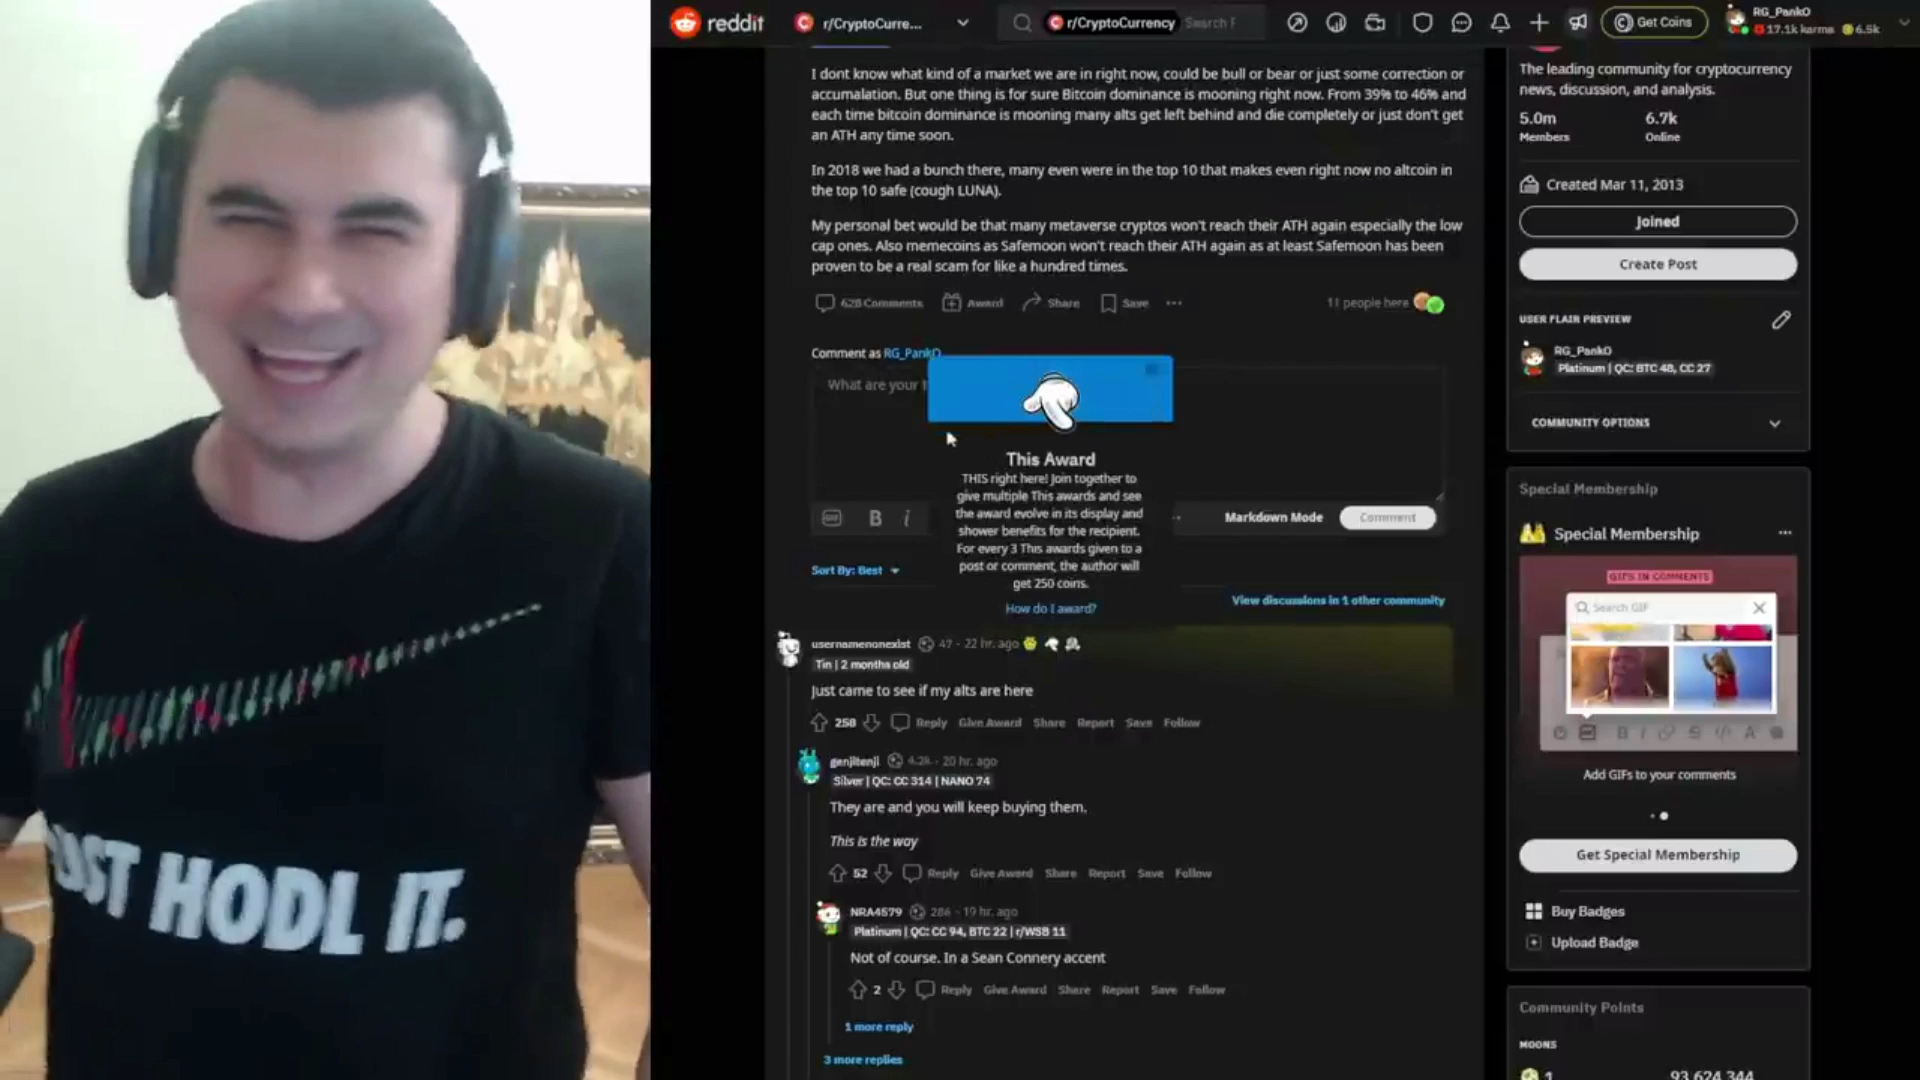 reddit
r/CryptoCurre...
r/CryptoCurrency
Get Coins
RG_PankO
17.1k karma
6.5k
I dont know what kind of a market we are in right now, could be bull or bear or just some correction or
accumalation. But one thing is for sure Bitcoin dominance is mooning right now. From 39% to 46% and
each time bitcoin dominance is mooning many alts get left behind and die completely or just don't get
an ATH any time soon.
In 2018 we had a bunch there, many even were in the top 10 that makes even right now no altcoin in
the top 10 safe (cough LUNA).
My personal bet would be that many metaverse cryptos won't reach their ATH again especially the low
cap ones. Also memecoins as Safemoon won't reach their ATH again as at least Safemoon has been
proven to be a real scam for like a hundred times.
628 Comments Award Share Save ...
11 people here
Comment as RG_PankO
What are your
This Award
THIS right here! Join together to
give multiple This awards and see
the award evolve in its display and
shower benefits for the recipient.
For every 3 This awards given to a
post or comment, the author will
get 250 coins.
How do I award?
B i
Markdown Mode
Comment
Sort By: Best
View discussions in 1 other community
usernamenonexist 47 · 22 hr. ago
Tin | 2 months old
Just came to see if my alts are here
258 Reply Give Award Share Report Save Follow
genjitenji 4.2k · 20 hr. ago
Silver | QC: CC 314 | NANO 74
They are and you will keep buying them.
This is the way
52 Reply Give Award Share Report Save Follow
NRA4579 286 · 19 hr. ago
Platinum | QC: CC 94, BTC 22 | r/WSB 11
Not of course. In a Sean Connery accent
2 Reply Give Award Share Report Save Follow
1 more reply
3 more replies
The leading community for cryptocurrency
news, discussion, and analysis.
5.0m 6.7k
Members Online
Created Mar 11, 2013
Joined
Create Post
USER FLAIR PREVIEW
RG_PankO
Platinum | QC: BTC 48, CC 27
COMMUNITY OPTIONS
Special Membership
Special Membership
GIFS IN COMMENTS
Search GIF
Add GIFs to your comments
Get Special Membership
Buy Badges
Upload Badge
Community Points
MOONS
1 93,624,344
HODL IT.